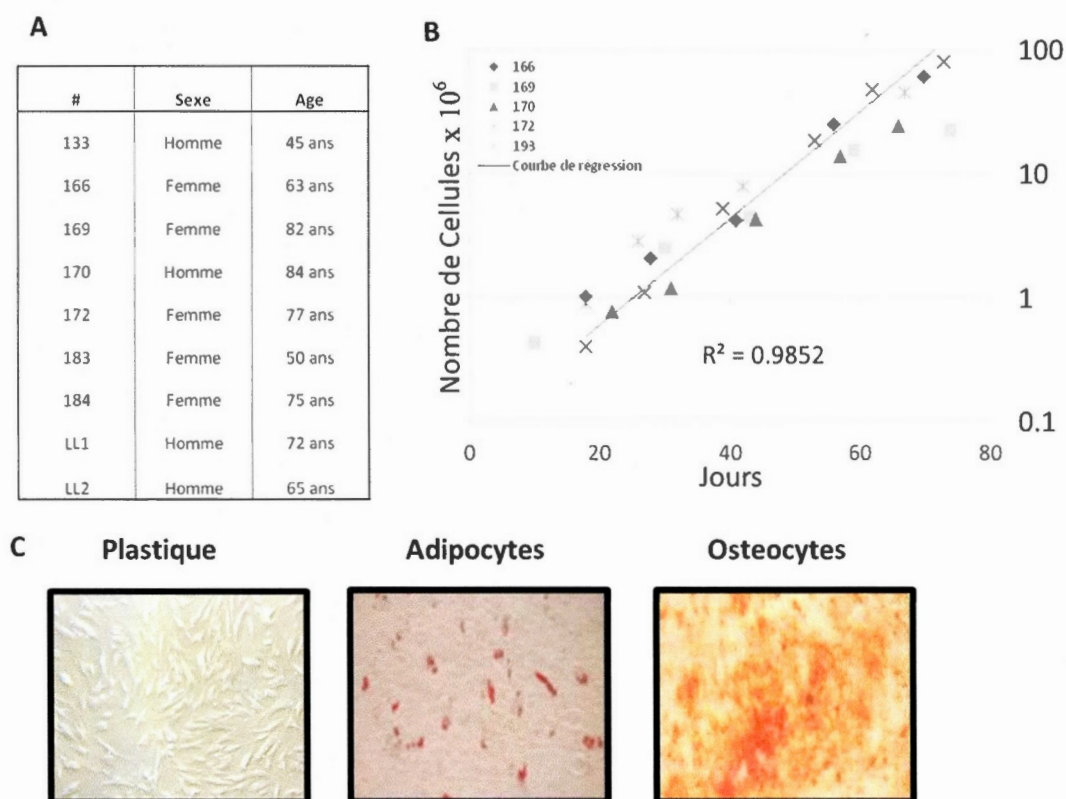 A
# Sexe Age
133 Homme 45 ans
166 Femme 63 ans
169 Femme 82 ans
170 Homme 84 ans
172 Femme 77 ans
183 Femme 50 ans
184 Femme 75 ans
LL1 Homme 72 ans
LL2 Homme 65 ans
B
Nombre de Cellules x 10⁶
166
169
170
172
193
Courbe de régression
R² = 0.9852
100
10
1
0.1
0 20 40 60 80
Jours
C
Plastique Adipocytes Osteocytes